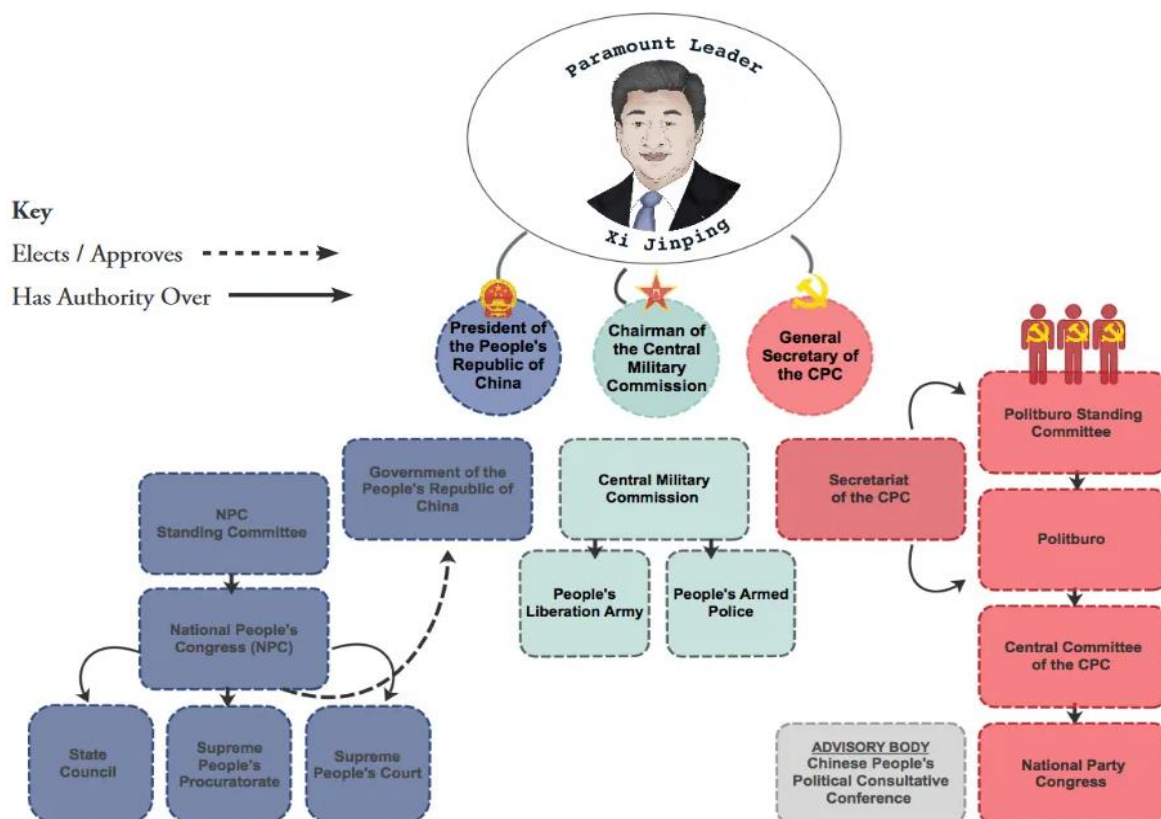 Paramount Leader
Xi Jinping
Key
Elects / Approves
Has Authority Over
President of
the People's
Republic of
China
Chairman of
the Central
Military
Commission
General
Secretary of
the CPC
Politburo Standing
Committee
Government of the
People's Republic of
China
Central Military
Commission
Secretariat
of the CPC
NPC
Standing Committee
Politburo
People's
Liberation Army
People's Armed
Police
National People's
Congress (NPC)
Central Committee
of the CPC
State
Council
Supreme
People's
Procuratorate
Supreme
People's Court
ADVISORY BODY
Chinese People's
Political Consultative
Conference
National Party
Congress